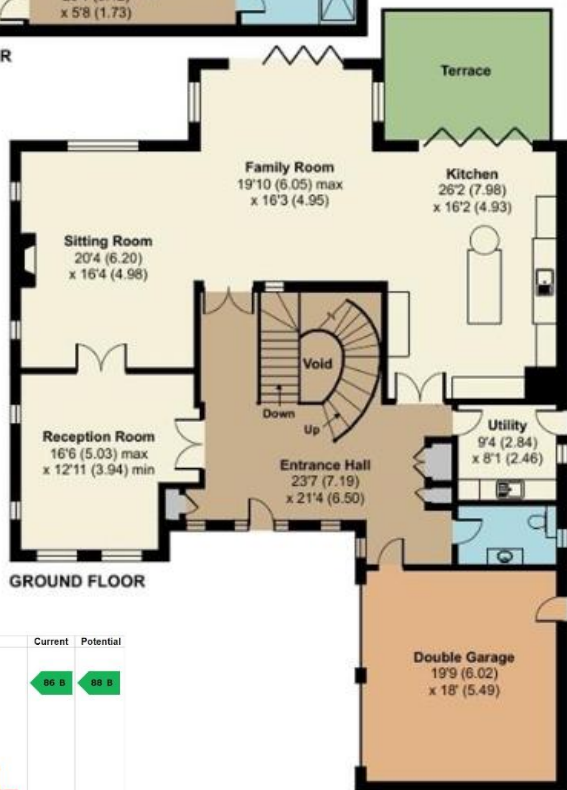 x 5'8 (1.73)
R
Terrace
Family Room
19'10 (6.05) max
x 16'3 (4.95)
Kitchen
26'2 (7.98)
x 16'2 (4.93)
Sitting Room
20'4 (6.20)
x 16'4 (4.98)
Void
Down
Up
Reception Room
16'6 (5.03) max
x 12'11 (3.94) min
Utility
9'4 (2.84)
x 8'1 (2.46)
Entrance Hall
23'7 (7.19)
x 21'4 (6.50)
GROUND FLOOR
Double Garage
19'9 (6.02)
x 18' (5.49)
Current Potential
86 B 88 B